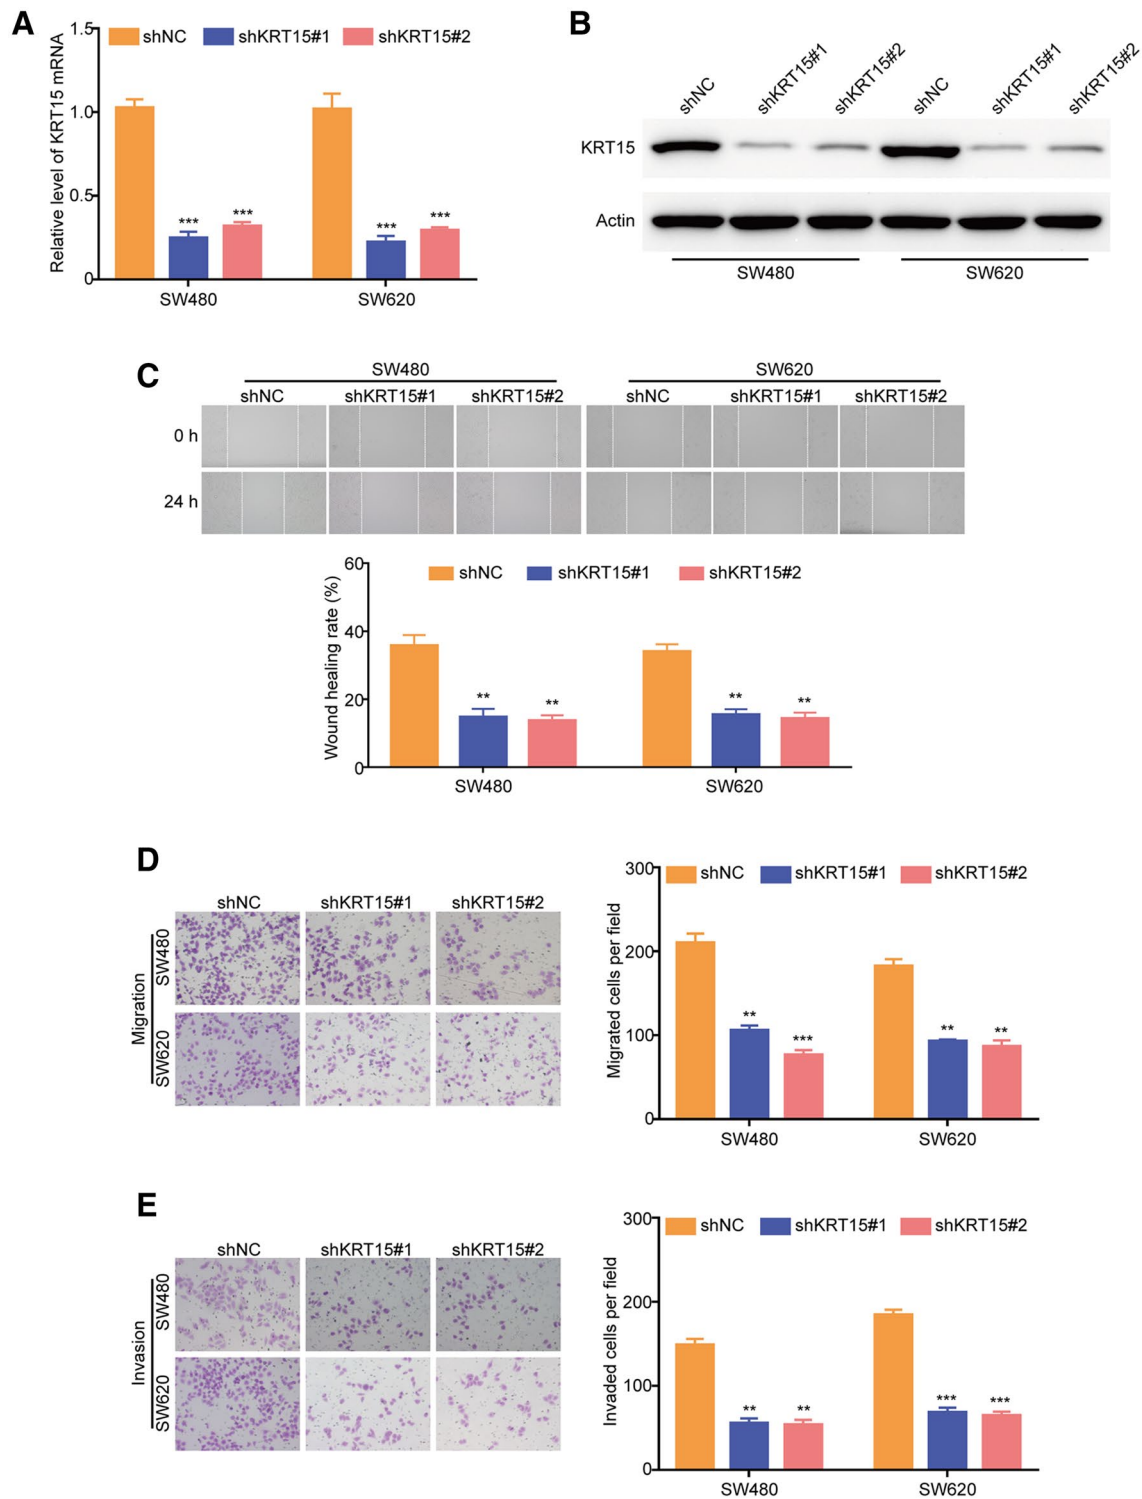 A
1.5
shNC shKRT15#1 shKRT15#2
Relative level of KRT15 mRNA
1.0
0.5
0
*** *** *** ***
SW480 SW620
B
shNC shKRT15#1 shKRT15#2 shNC shKRT15#1 shKRT15#2
KRT15
Actin
SW480 SW620
C
SW480 SW620
shNC shKRT15#1 shKRT15#2 shNC shKRT15#1 shKRT15#2
0 h
24 h
60
shNC shKRT15#1 shKRT15#2
Wound healing rate (%)
40
20
0
** ** ** **
SW480 SW620
D
shNC shKRT15#1 shKRT15#2
Migration
SW480
SW620
300
shNC shKRT15#1 shKRT15#2
Migrated cells per field
200
100
0
** *** ** **
SW480 SW620
E
shNC shKRT15#1 shKRT15#2
Invasion
SW480
SW620
300
shNC shKRT15#1 shKRT15#2
Invaded cells per field
200
100
0
** ** *** ***
SW480 SW620